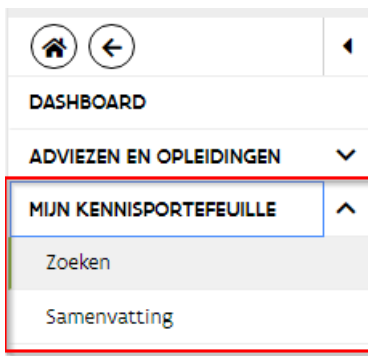 DASHBOARD
ADVIEZEN EN OPLEIDINGEN
MIJN KENNISPORTEFEUILLE
Zoeken
Samenvatting